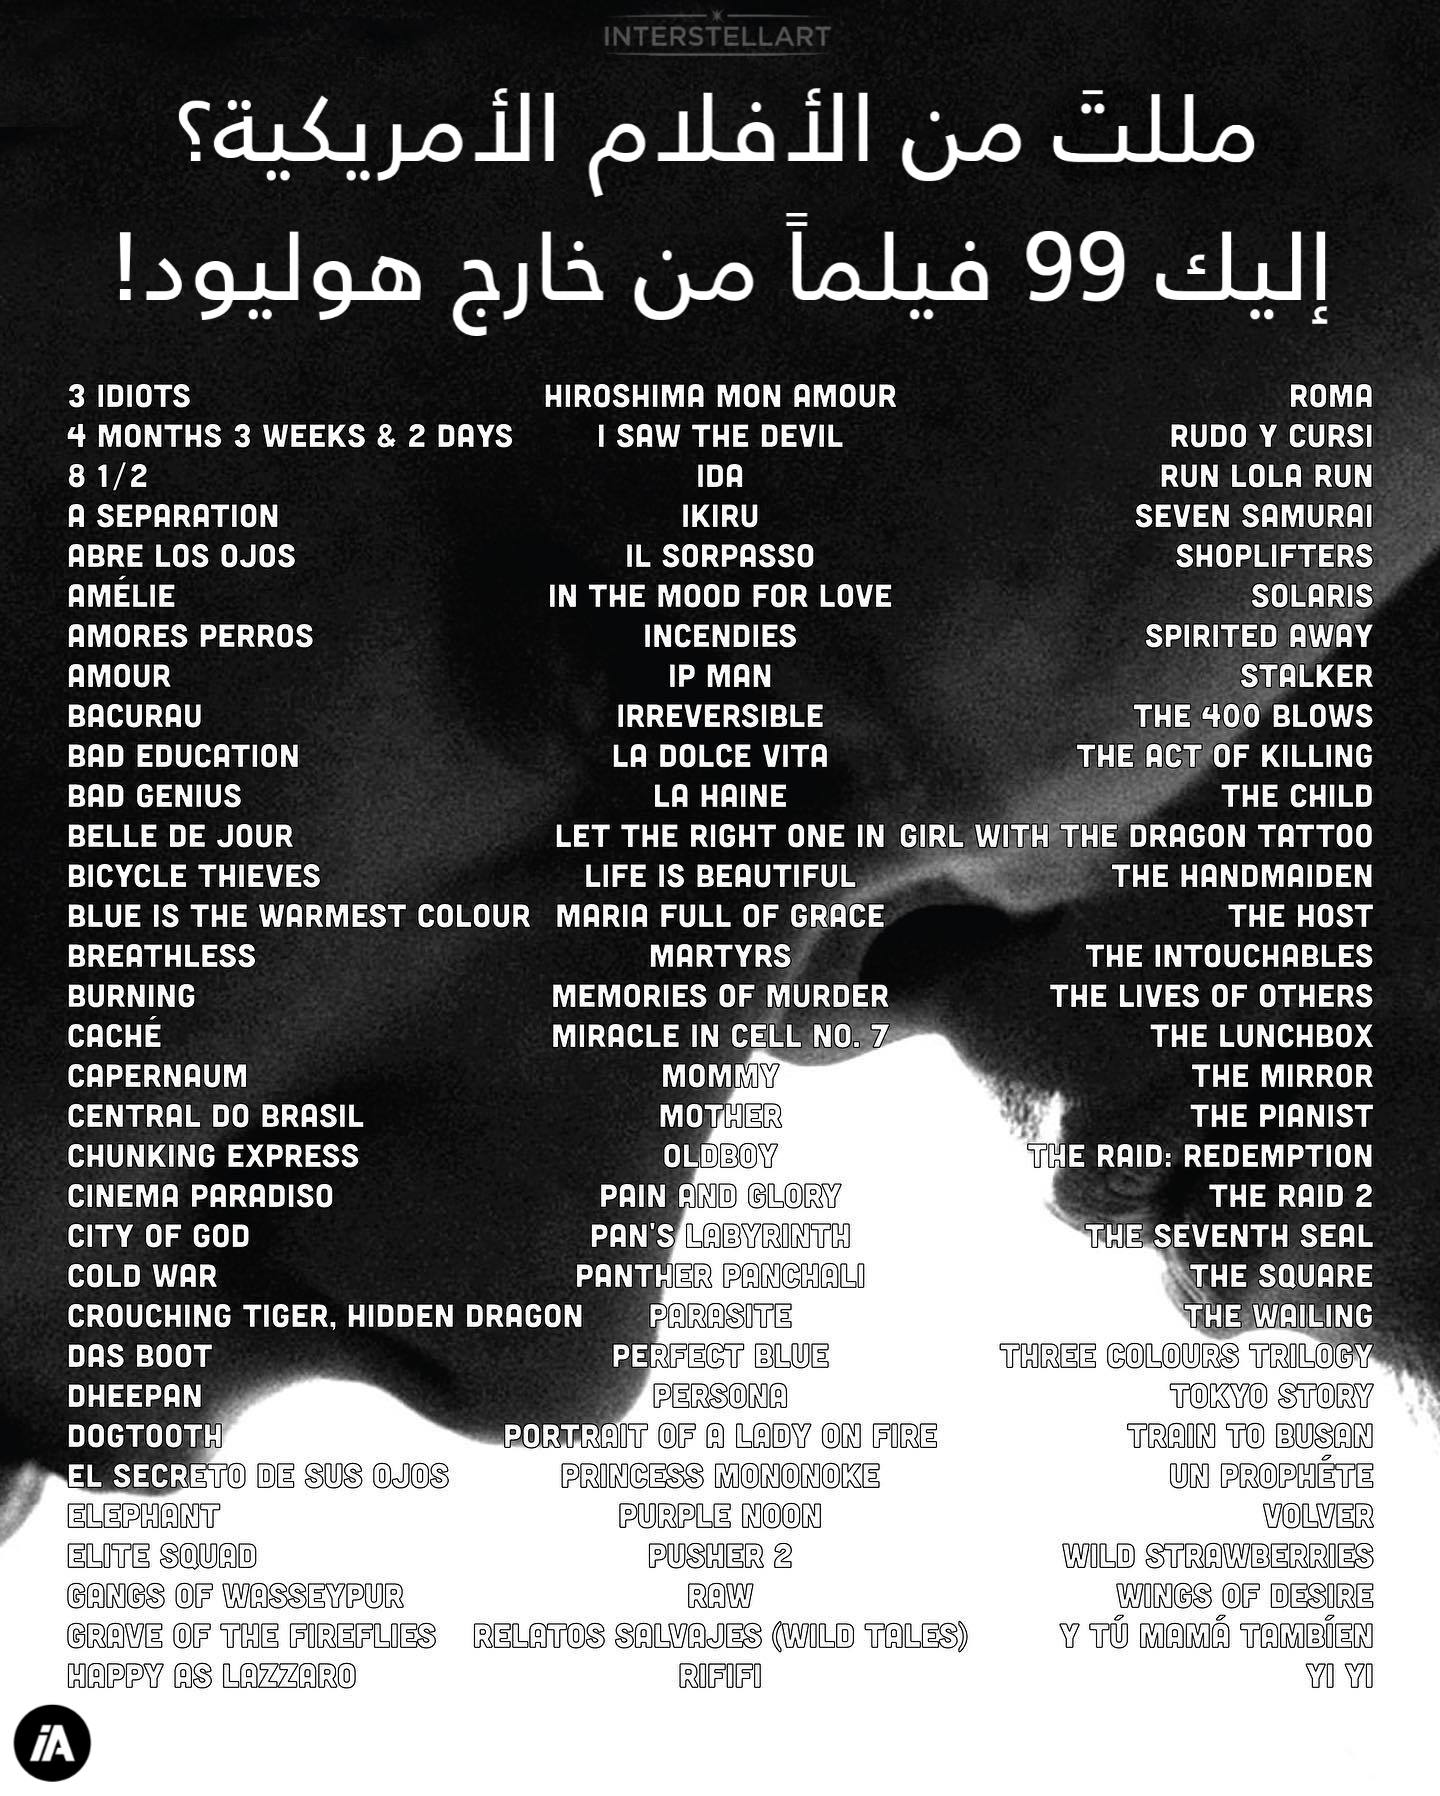 INTERSTELLART
مللتَ من الأفلام الأمريكية؟
إليك 99 فيلماً من خارج هوليود!
3 IDIOTS
4 MONTHS 3 WEEKS & 2 DAYS
8 1/2
A SEPARATION
ABRE LOS OJOS
AMÉLIE
AMORES PERROS
AMOUR
BACURAU
BAD EDUCATION
BAD GENIUS
BELLE DE JOUR
BICYCLE THIEVES
BLUE IS THE WARMEST COLOUR
BREATHLESS
BURNING
CACHÉ
CAPERNAUM
CENTRAL DO BRASIL
CHUNKING EXPRESS
CINEMA PARADISO
CITY OF GOD
COLD WAR
CROUCHING TIGER, HIDDEN DRAGON
DAS BOOT
DHEEPAN
DOGTOOTH
EL SECRETO DE SUS OJOS
ELEPHANT
ELITE SQUAD
GANGS OF WASSEYPUR
GRAVE OF THE FIREFLIES
HAPPY AS LAZZARO
HIROSHIMA MON AMOUR
I SAW THE DEVIL
IDA
IKIRU
IL SORPASSO
IN THE MOOD FOR LOVE
INCENDIES
IP MAN
IRREVERSIBLE
LA DOLCE VITA
LA HAINE
LET THE RIGHT ONE IN
LIFE IS BEAUTIFUL
MARIA FULL OF GRACE
MARTYRS
MEMORIES OF MURDER
MIRACLE IN CELL NO. 7
MOMMY
MOTHER
OLDBOY
PAIN AND GLORY
PAN'S LABYRINTH
PANTHER PANCHALI
PARASITE
PERFECT BLUE
PERSONA
PORTRAIT OF A LADY ON FIRE
PRINCESS MONONOKE
PURPLE NOON
PUSHER 2
RAW
RELATOS SALVAJES (WILD TALES)
RIFIFI
ROMA
RUDO Y CURSI
RUN LOLA RUN
SEVEN SAMURAI
SHOPLIFTERS
SOLARIS
SPIRITED AWAY
STALKER
THE 400 BLOWS
THE ACT OF KILLING
THE CHILD
GIRL WITH THE DRAGON TATTOO
THE HANDMAIDEN
THE HOST
THE INTOUCHABLES
THE LIVES OF OTHERS
THE LUNCHBOX
THE MIRROR
THE PIANIST
THE RAID: REDEMPTION
THE RAID 2
THE SEVENTH SEAL
THE SQUARE
THE WAILING
THREE COLOURS TRILOGY
TOKYO STORY
TRAIN TO BUSAN
UN PROPHÉTE
VOLVER
WILD STRAWBERRIES
WINGS OF DESIRE
Y TÚ MAMÁ TAMBÍEN
YI YI
iA